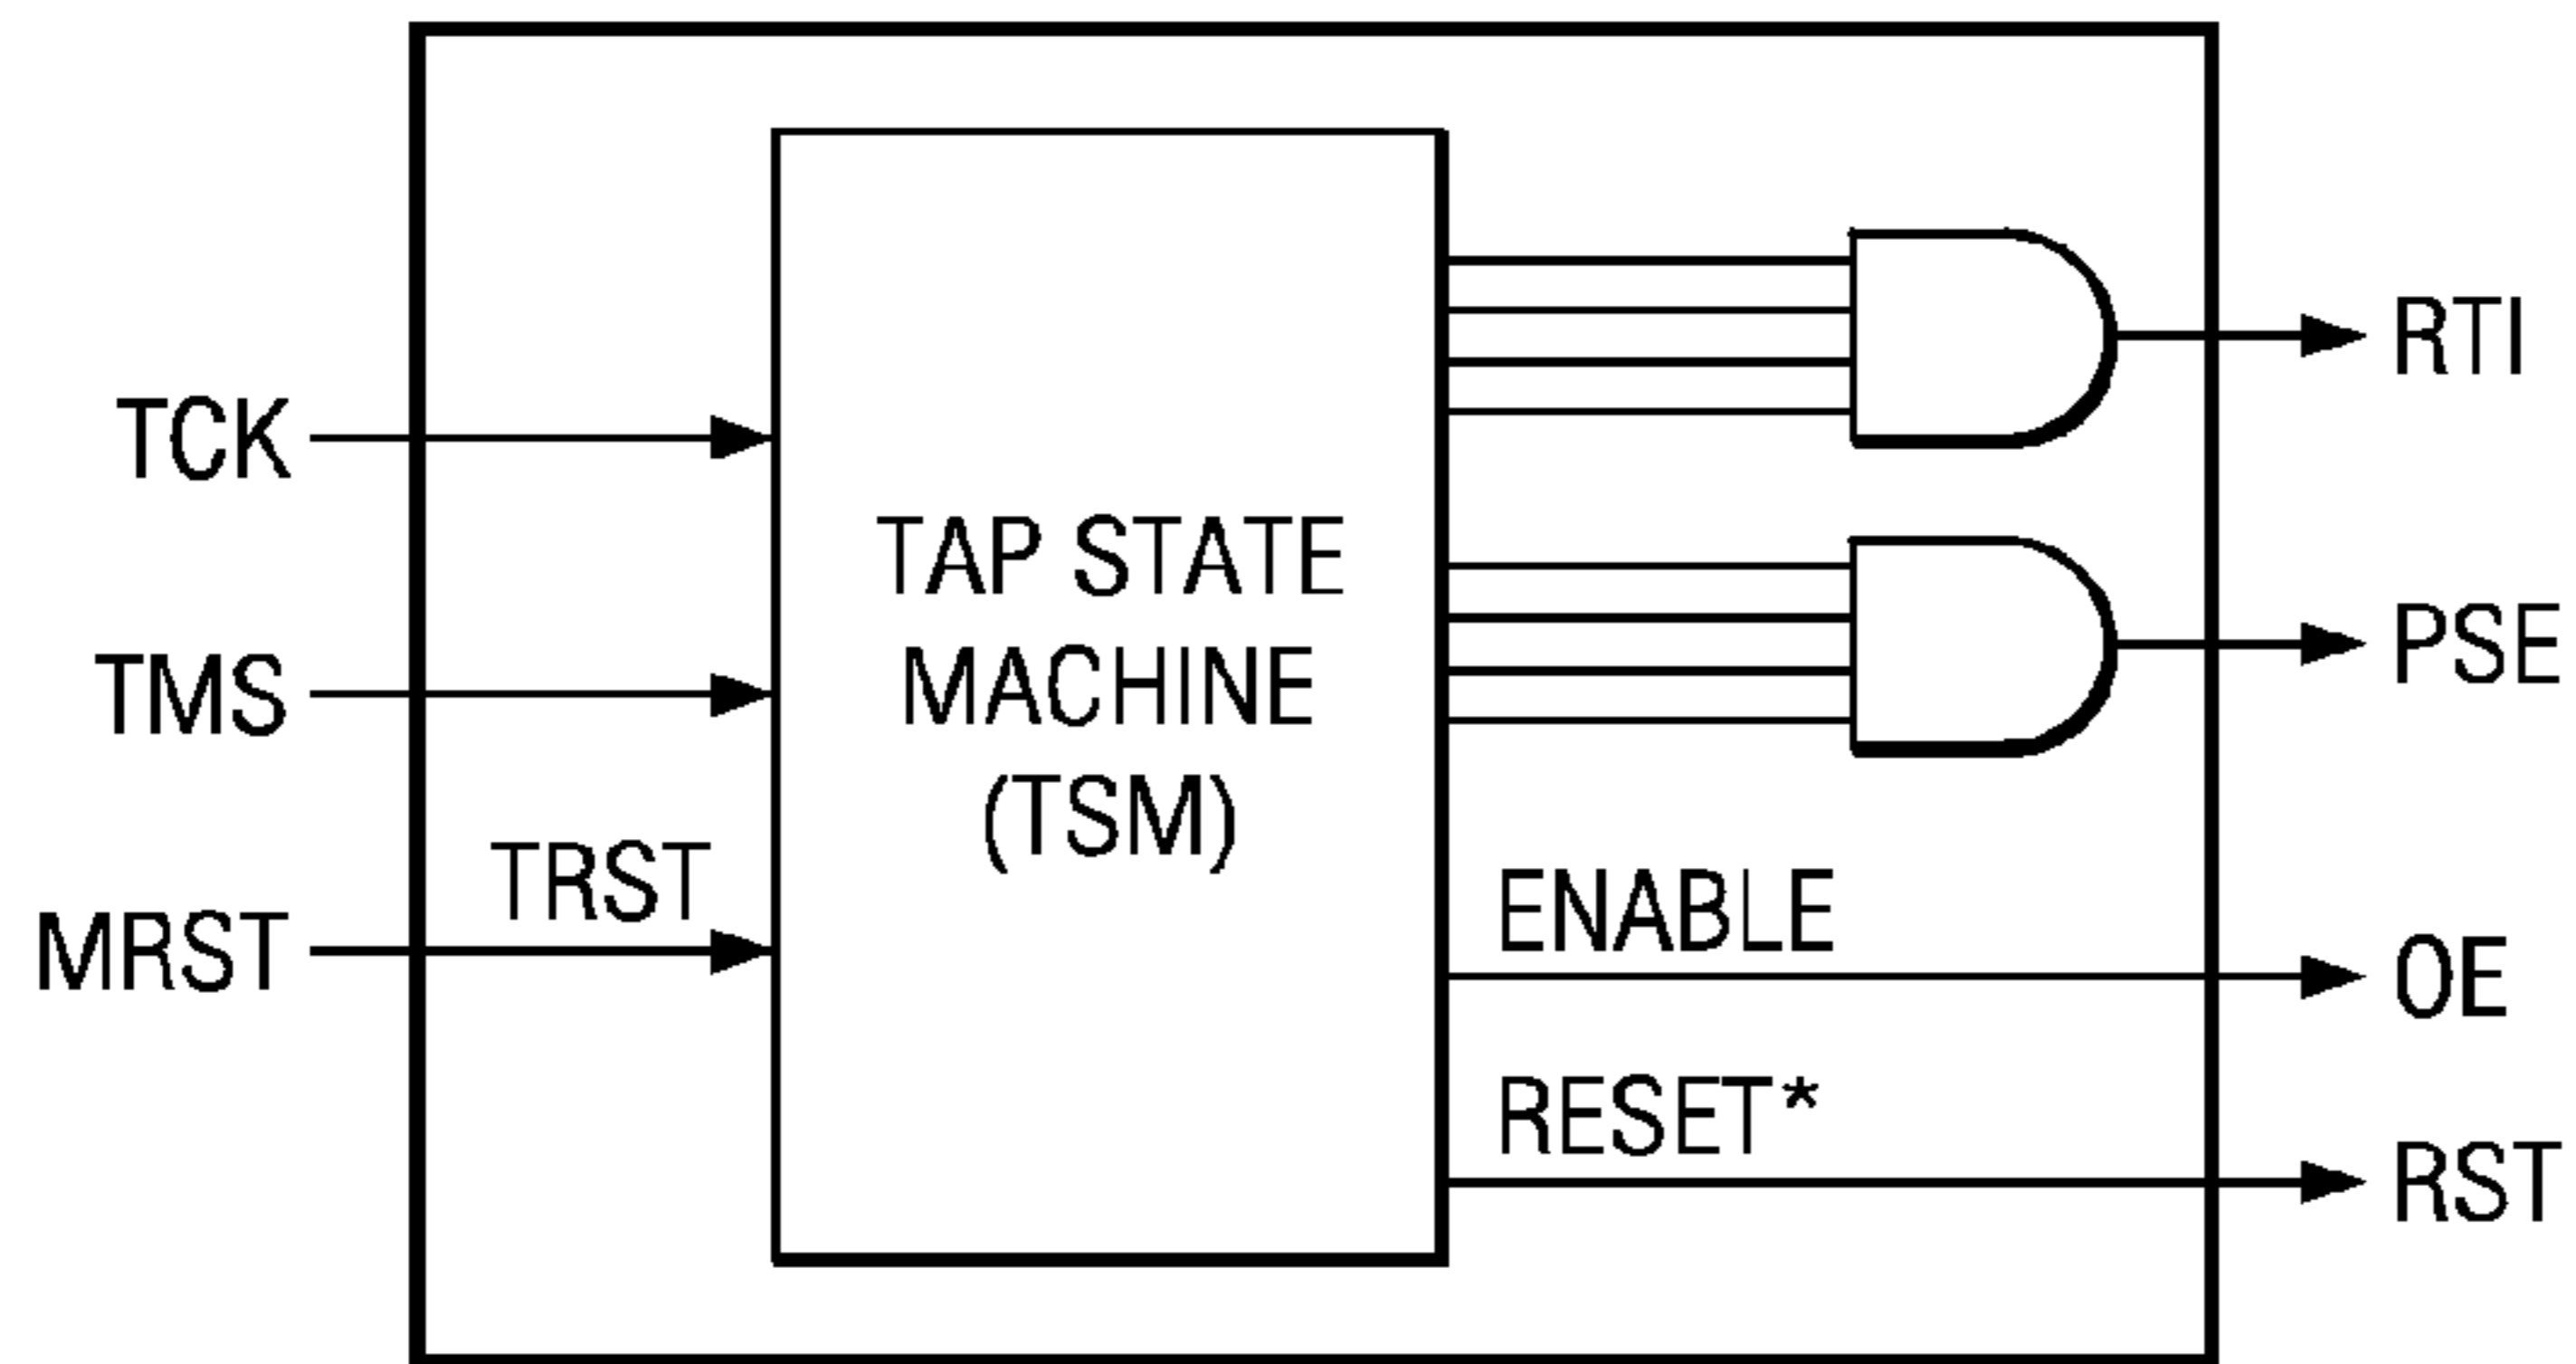 TCK
TMS
MRST
TRST
TAP STATE
MACHINE
(TSM)
ENABLE
RESET*
RTI
PSE
OE
RST